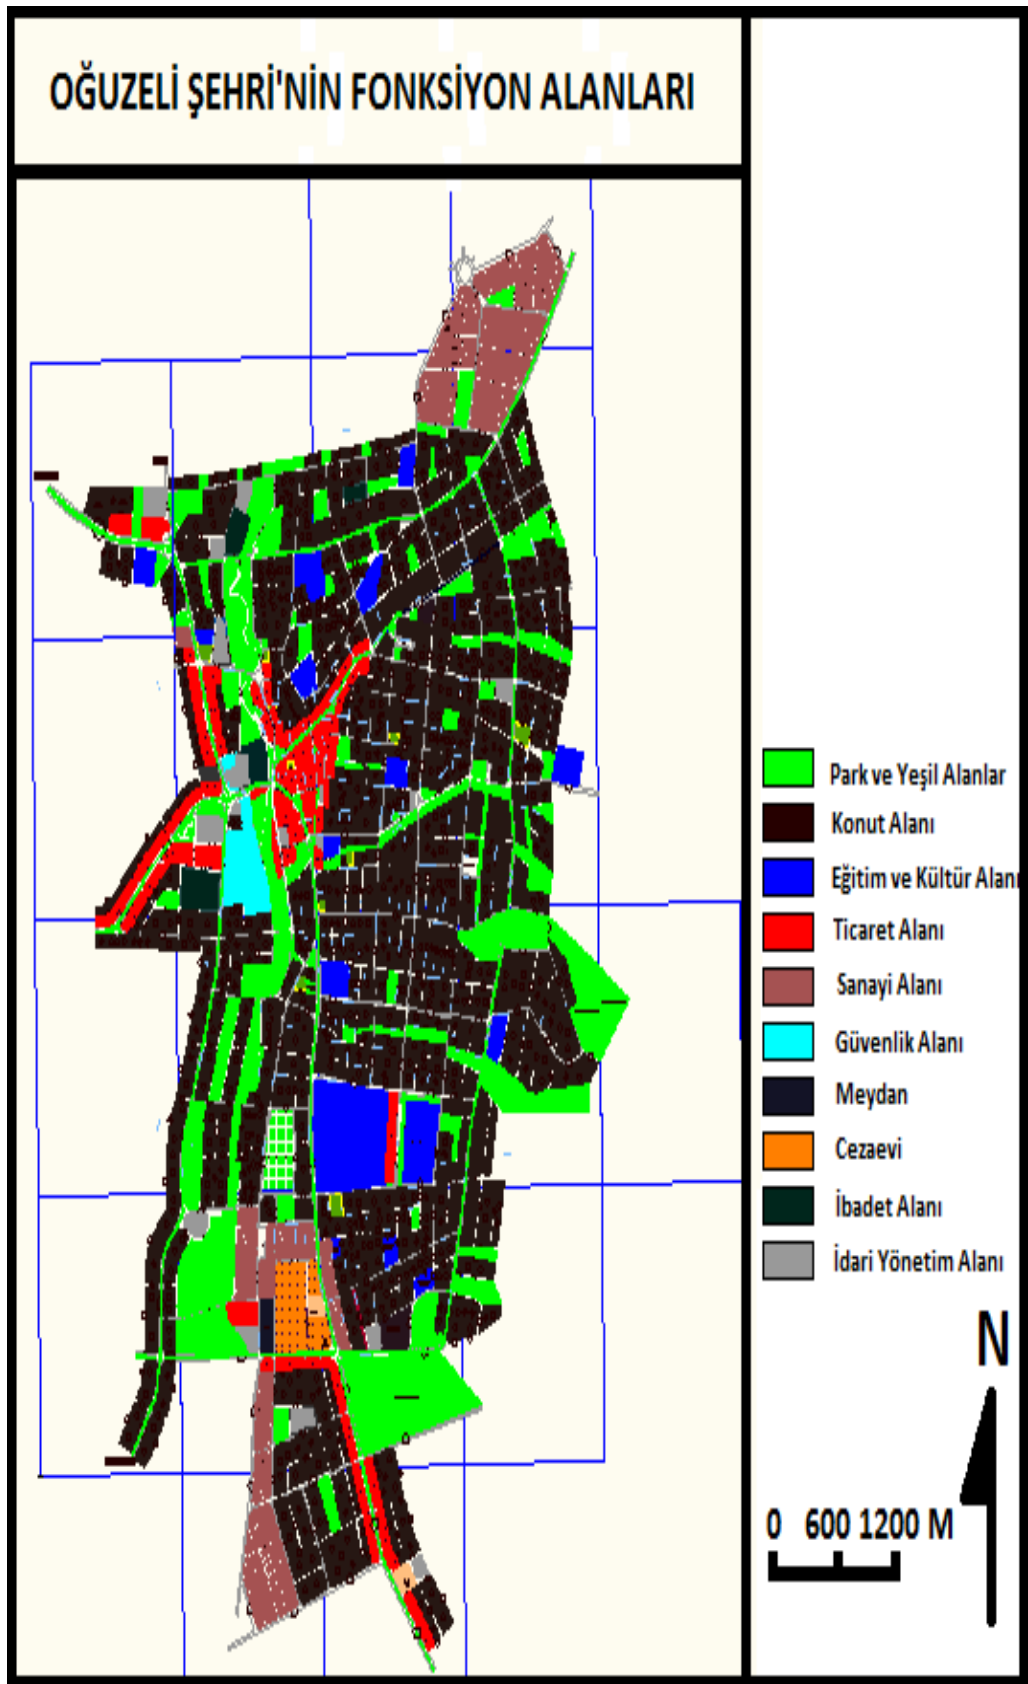 OĞUZELİ ŞEHRİ'NİN FONKSİYON ALANLARI
Park ve Yeşil Alanlar
Konut Alanı
Eğitim ve Kültür Alanı
Ticaret Alanı
Sanayi Alanı
Güvenlik Alanı
Meydan
Cezaevi
İbadet Alanı
İdari Yönetim Alanı
N
0 600 1200 M